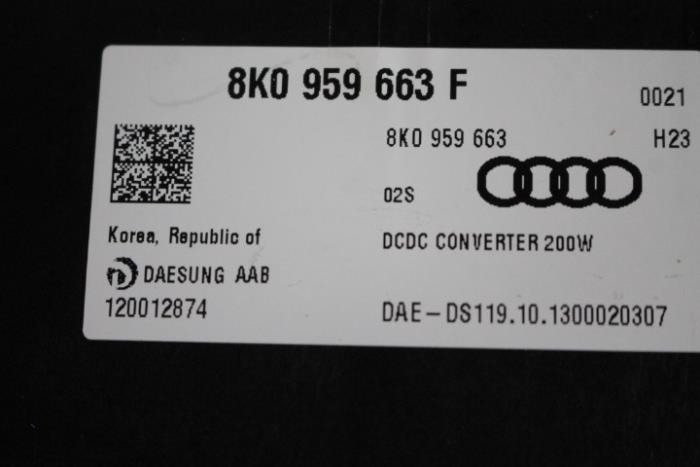 8K0 959 663 F
0021
8K0 959 663
H23
02S
Korea, Republic of
DCDC CONVERTER 200W
DAESUNG AAB
120012874
DAE-DS119.10.1300020307